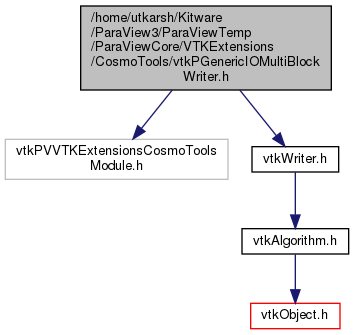 /home/utkarsh/Kitware
/ParaView3/ParaViewTemp
/ParaViewCore/VTKExtensions
/CosmoTools/vtkPGenericIOMultiBlock
Writer.h
vtkPVVTKExtensionsCosmoTools
Module.h
vtkWriter.h
vtkAlgorithm.h
vtkObject.h